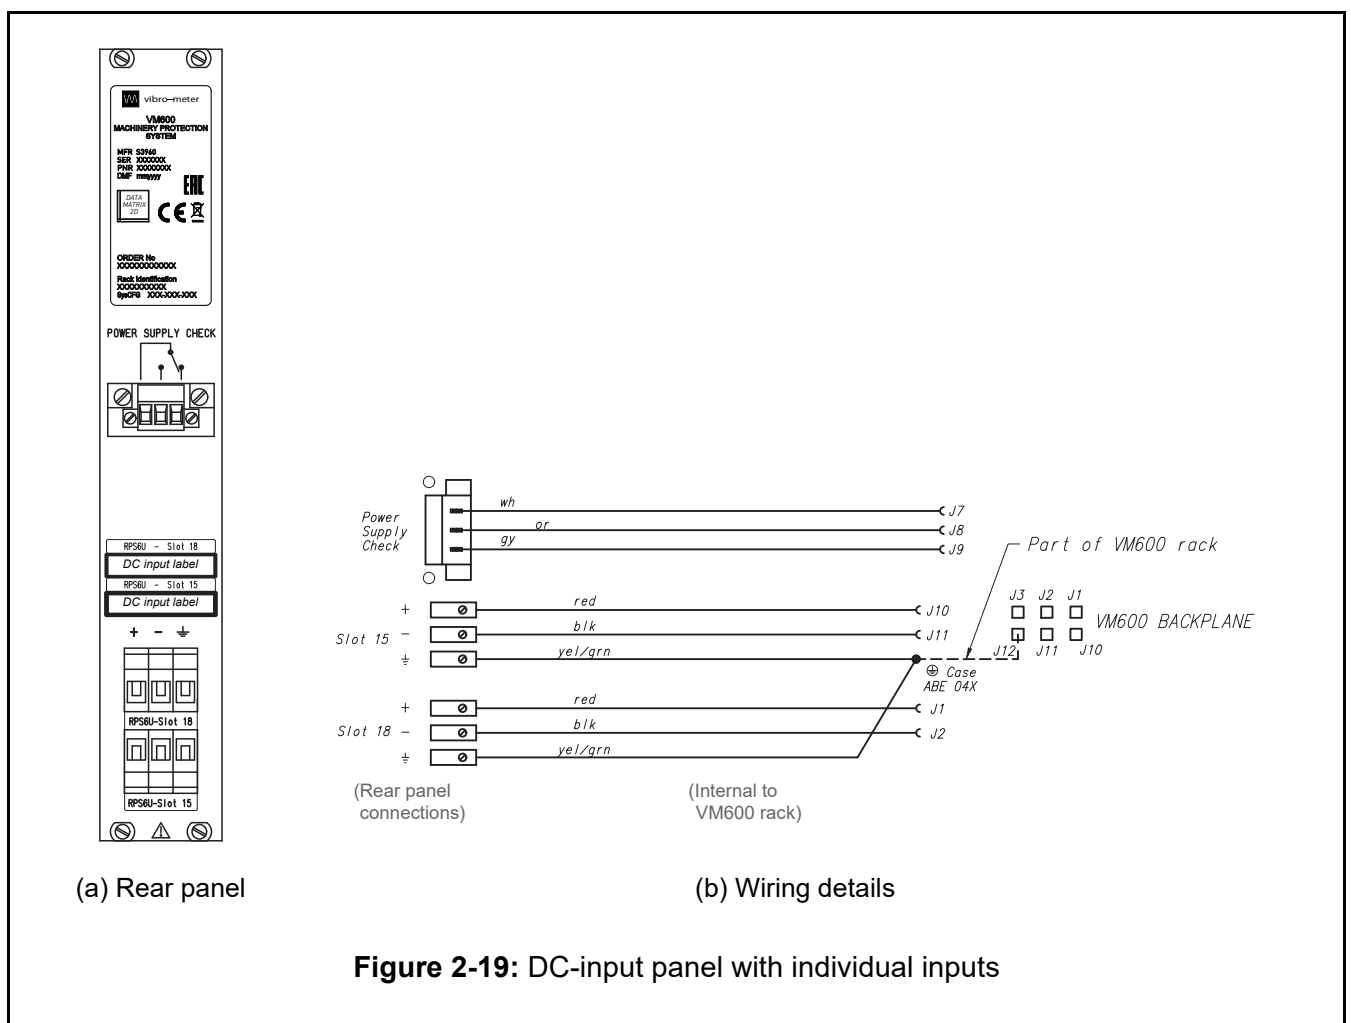 vibro-meter
VM600
MACHINERY PROTECTION
SYSTEM
MFR S3960
SER XXXXXXX
PNR XXXXXXXX
DMF mmyyyy
EAC
DATA
MATRIX
2D
CE
ORDER No
XXXXXXXXXXXX
Rack Identification
XXXXXXXXXX
SysCFG XXX-XXX-XXX
POWER SUPPLY CHECK
RPS6U - Slot 18
DC input label
RPS6U - Slot 15
DC input label
+ -
RPS6U-Slot 18
RPS6U-Slot 15
(a) Rear panel
Power
Supply
Check
wh
or
gy
J7
J8
J9
Part of VM600 rack
Slot 15
+
-
red
blk
yel/grn
J10
J11
J3 J2 J1
VM600 BACKPLANE
J12 J11 J10
Case
ABE 04X
Slot 18
+
-
red
blk
yel/grn
J1
J2
(Rear panel
connections)
(Internal to
VM600 rack)
(b) Wiring details
Figure 2-19: DC-input panel with individual inputs